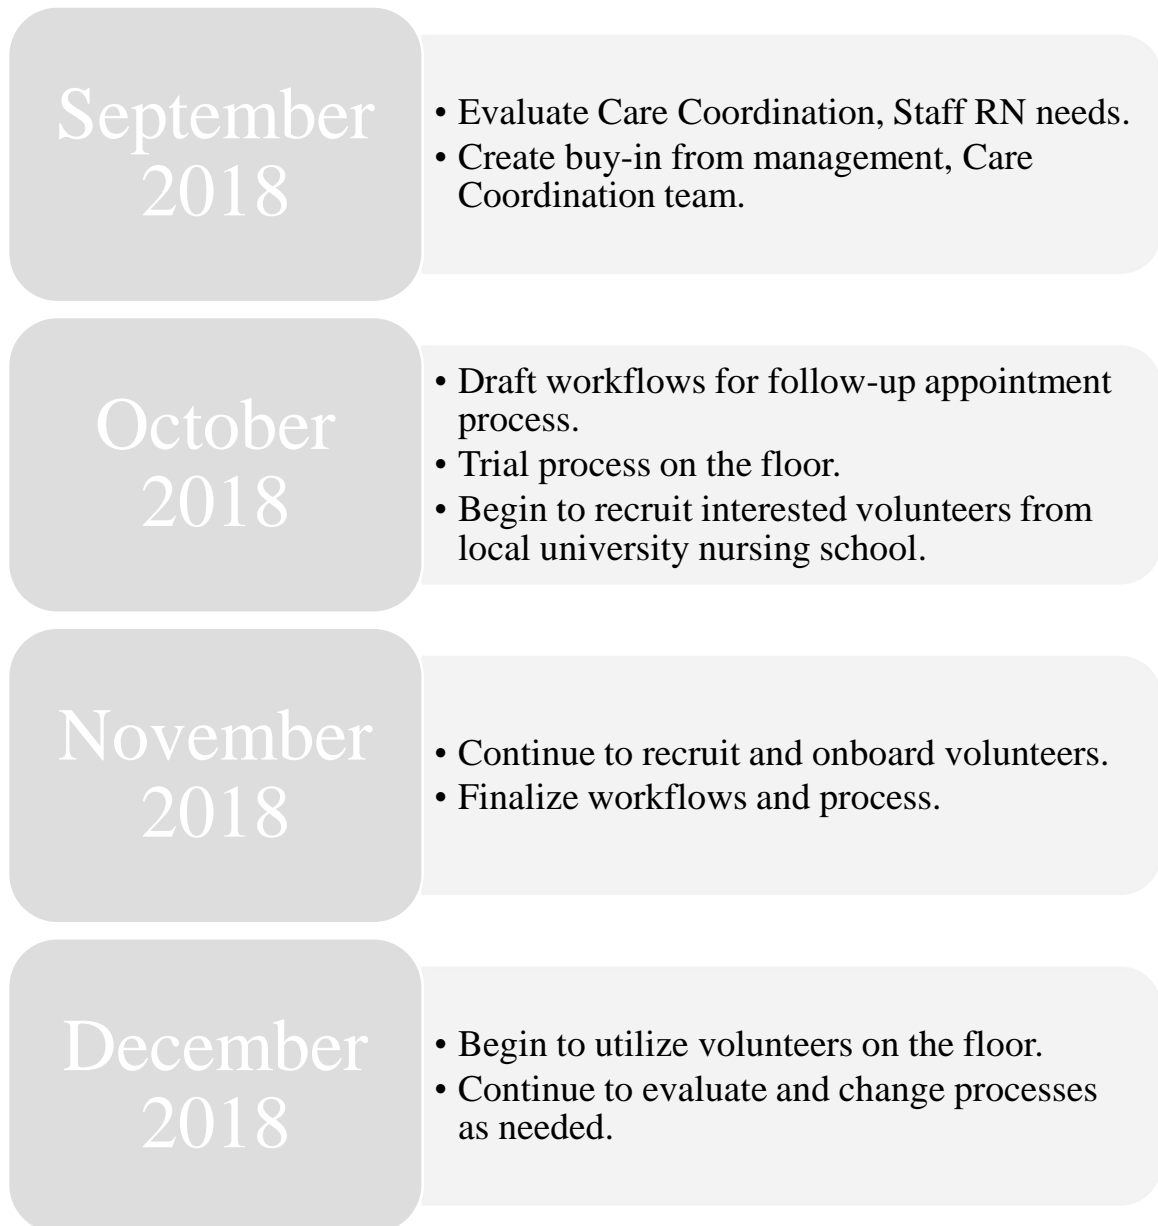 September
2018
• Evaluate Care Coordination, Staff RN needs.
• Create buy-in from management, Care
Coordination team.
October
2018
• Draft workflows for follow-up appointment
process.
• Trial process on the floor.
• Begin to recruit interested volunteers from
local university nursing school.
November
2018
• Continue to recruit and onboard volunteers.
• Finalize workflows and process.
December
2018
• Begin to utilize volunteers on the floor.
• Continue to evaluate and change processes
as needed.